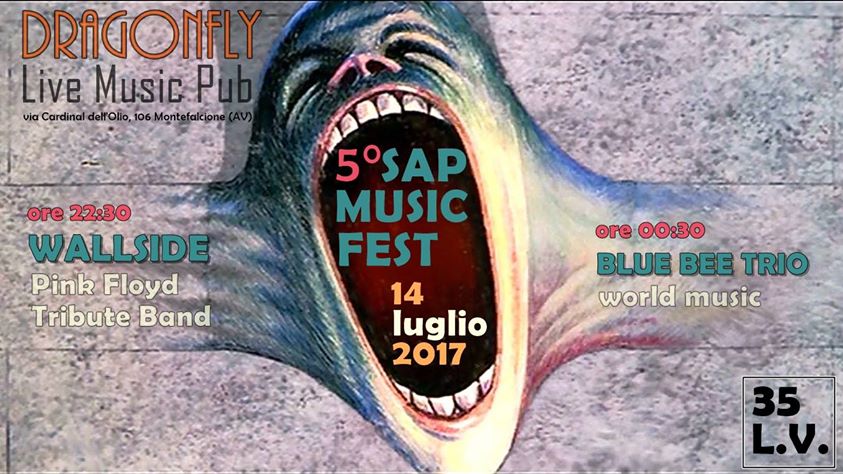 DRAGONFLY
Live Music Pub
via Cardinal dell'Olio, 106 Montefalcione (AV)
5° SAP
MUSIC
FEST
14
luglio
2017
ore 22:30
WALLSIDE
Pink Floyd
Tribute Band
ore 00:30
BLUE BEE TRIO
world music
35
L.V.